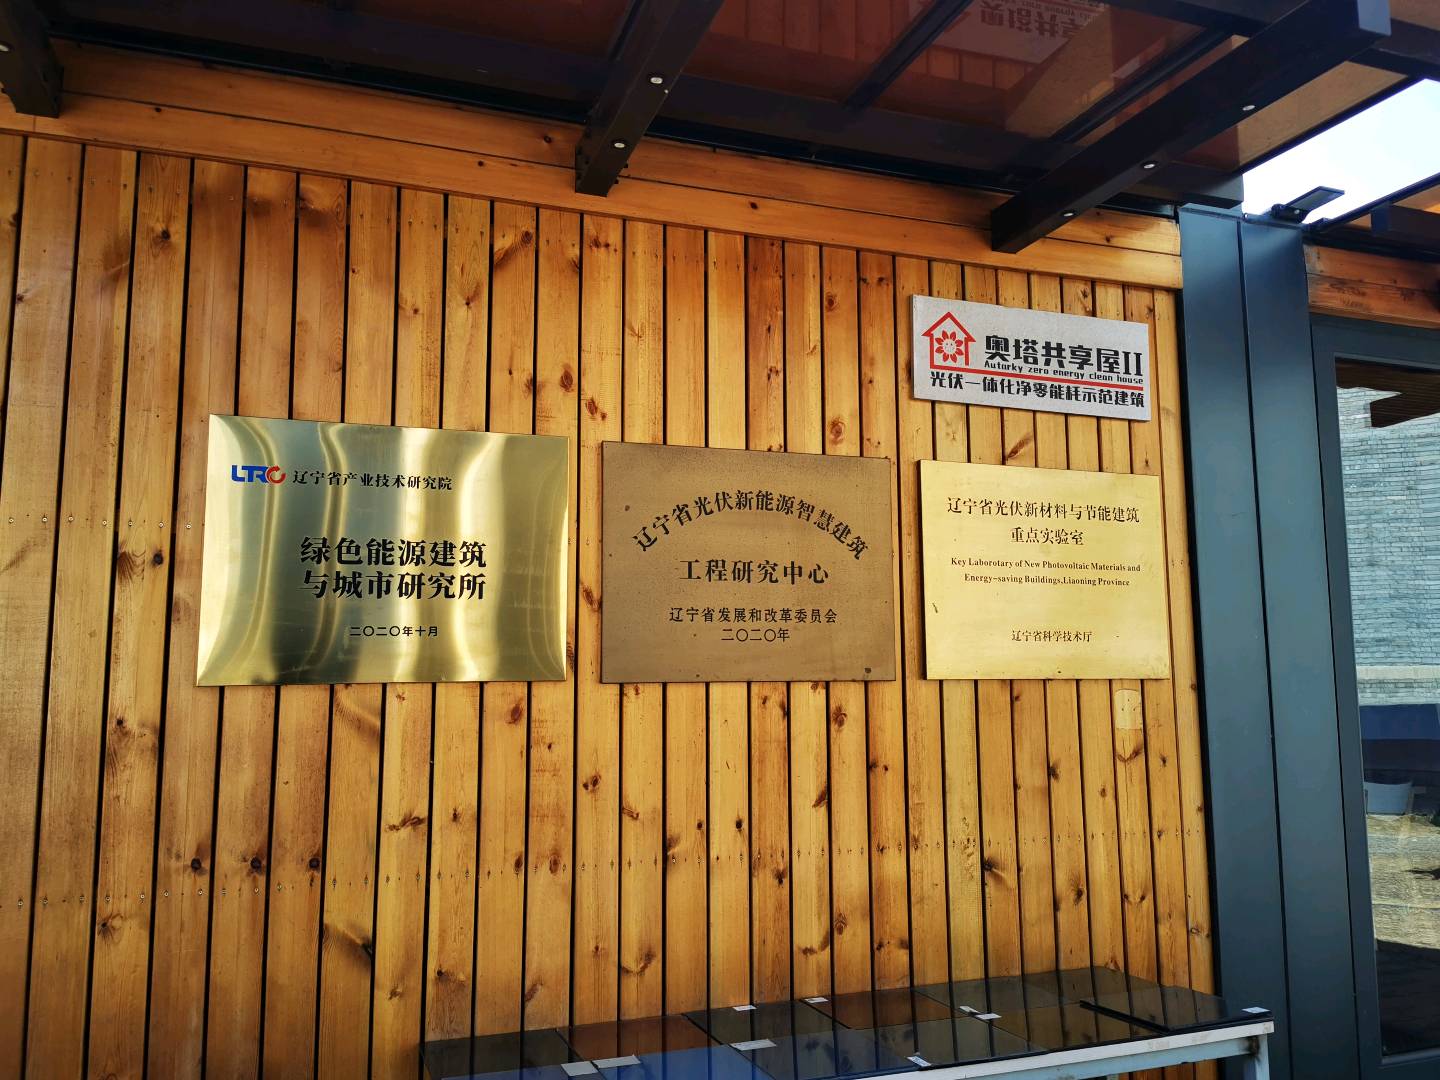 奥塔共享屋II
Autarky zero energy clean house
光伏一体化净零能耗示范建筑
LTRC 辽宁省产业技术研究院
绿色能源建筑
与城市研究所
二〇二〇年十月
辽宁省光伏新能源智慧建筑
工程研究中心
辽宁省发展和改革委员会
二〇二〇年
辽宁省光伏新材料与节能建筑
重点实验室
Key Laborotary of New Photovoltaic Materials and
Energy-saving Buildings,Liaoning Province
辽宁省科学技术厅